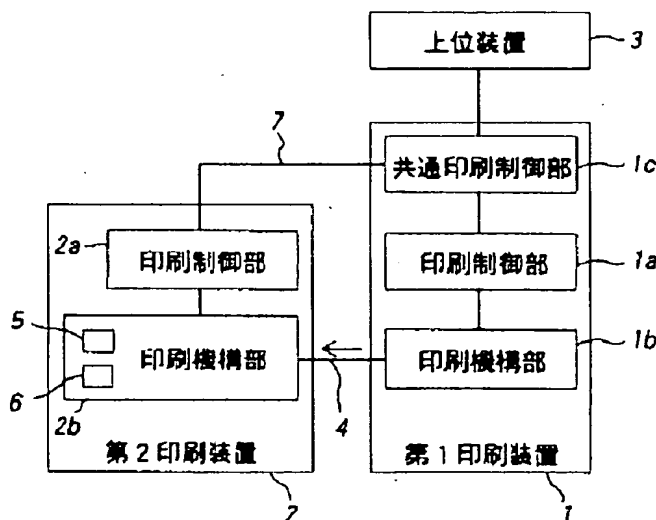 上位装置
3
7
共通印刷制御部
1c
2a
印刷制御部
印刷制御部
1a
5
印刷機構部
印刷機構部
1b
6
2b
4
第2印刷装置
第1印刷装置
2
1